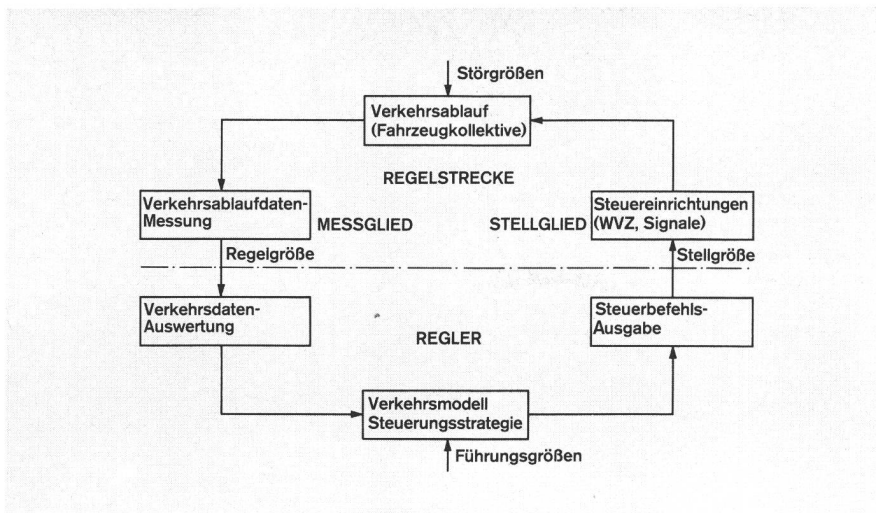 Störgrößen
Verkehrsablauf
(Fahrzeugkollektive)
REGELSTRECKE
Verkehrsablaufdaten-
Messung
MESSGLIED
STELLGLIED
Steuereinrichtungen
(WVZ, Signale)
Regelgröße
Stellgröße
Verkehrsdaten-
Auswertung
REGLER
Steuerbefehls-
Ausgabe
Verkehrsmodell
Steuerungsstrategie
Führungsgrößen